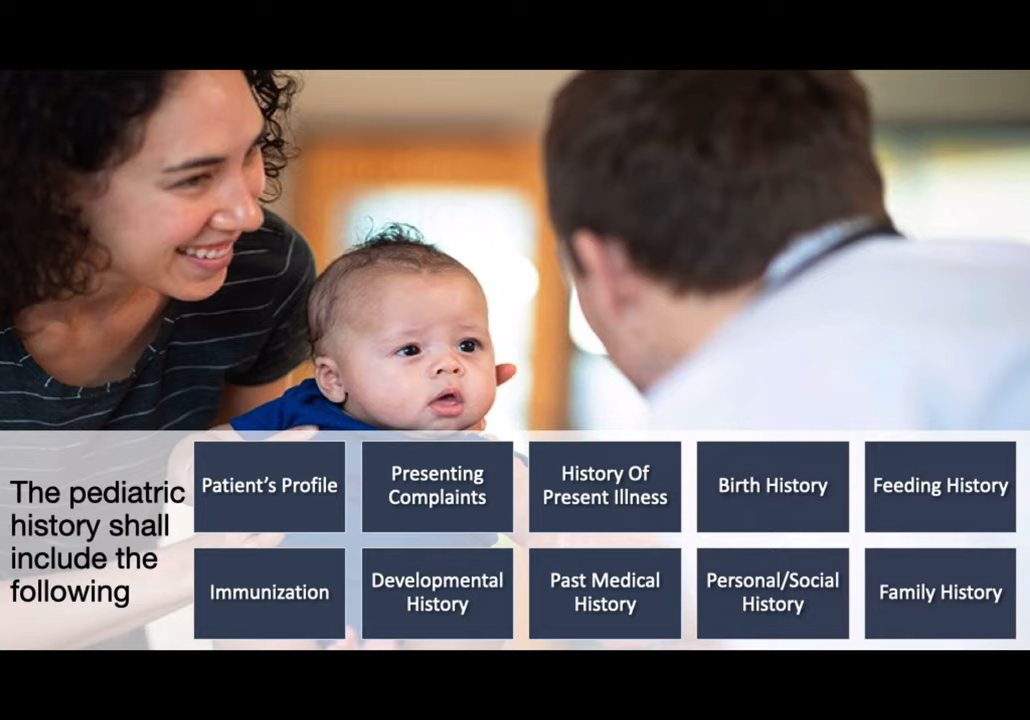 The pediatric
history shall
include the
following
Patient's Profile
Presenting
Complaints
History Of
Present Illness
Birth History
Feeding History
Immunization
Developmental
History
Past Medical
History
Personal/Social
History
Family History